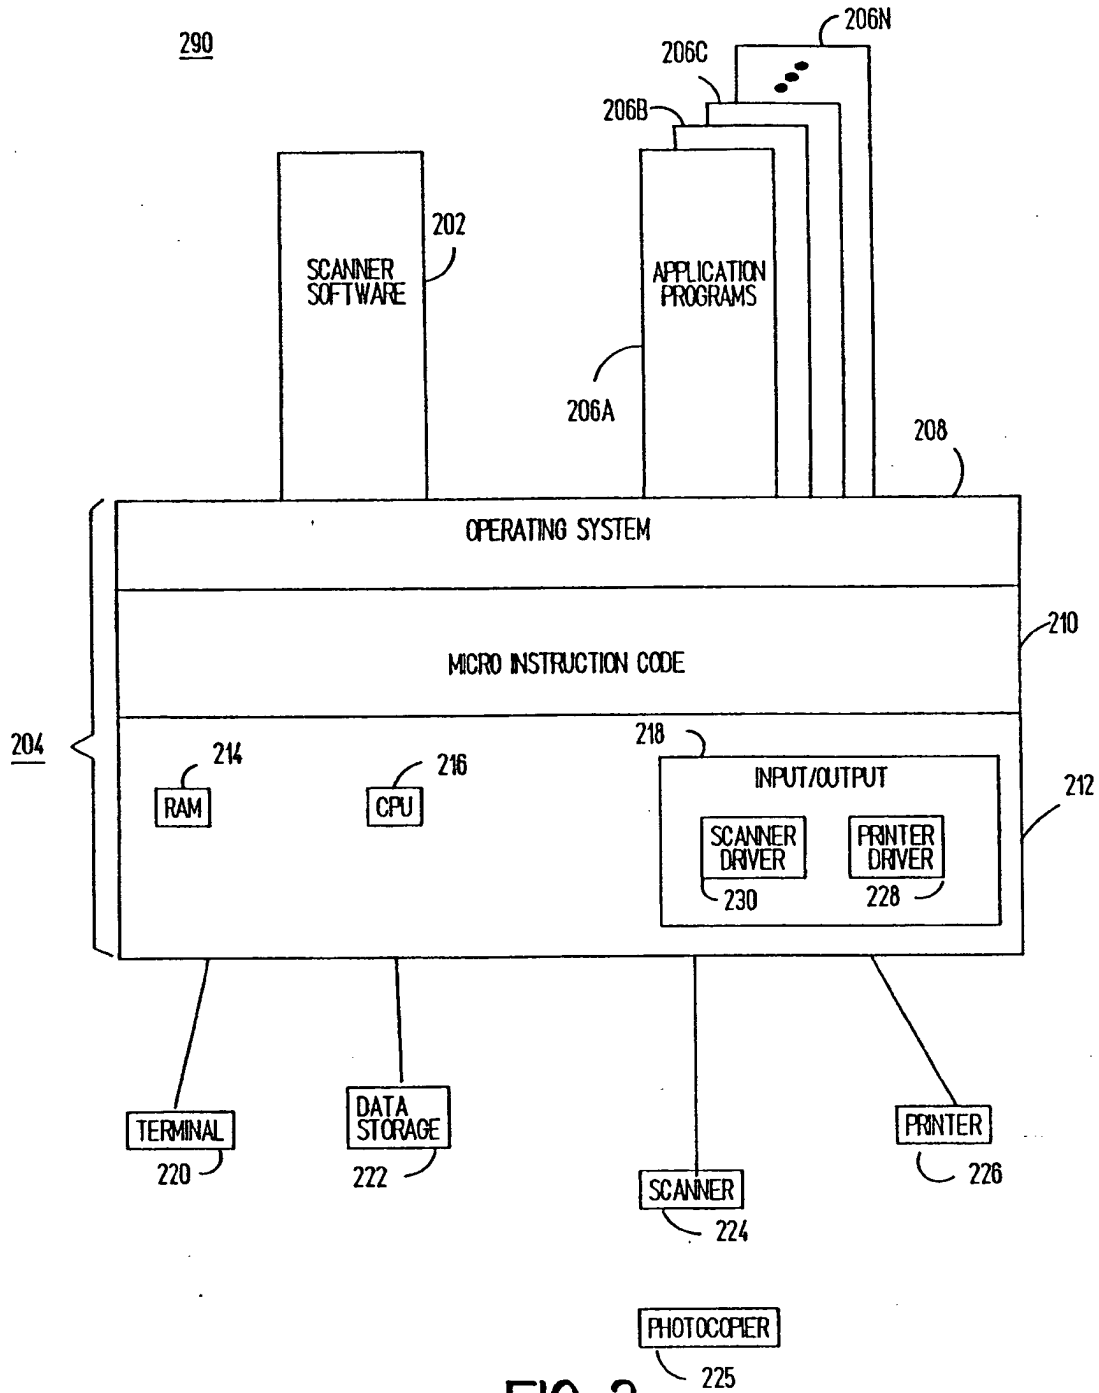 206N
290
206C
206B
202
SCANNER
SOFTWARE
APPLICATION
PROGRAMS
206A
208
OPERATING SYSTEM
210
MICRO INSTRUCTION CODE
204
214
216
218
INPUT/OUTPUT
212
RAM
CPU
SCANNER
DRIVER
PRINTER
DRIVER
230
228
TERMINAL
220
DATA
STORAGE
222
PRINTER
226
SCANNER
224
PHOTOCOPIER
225